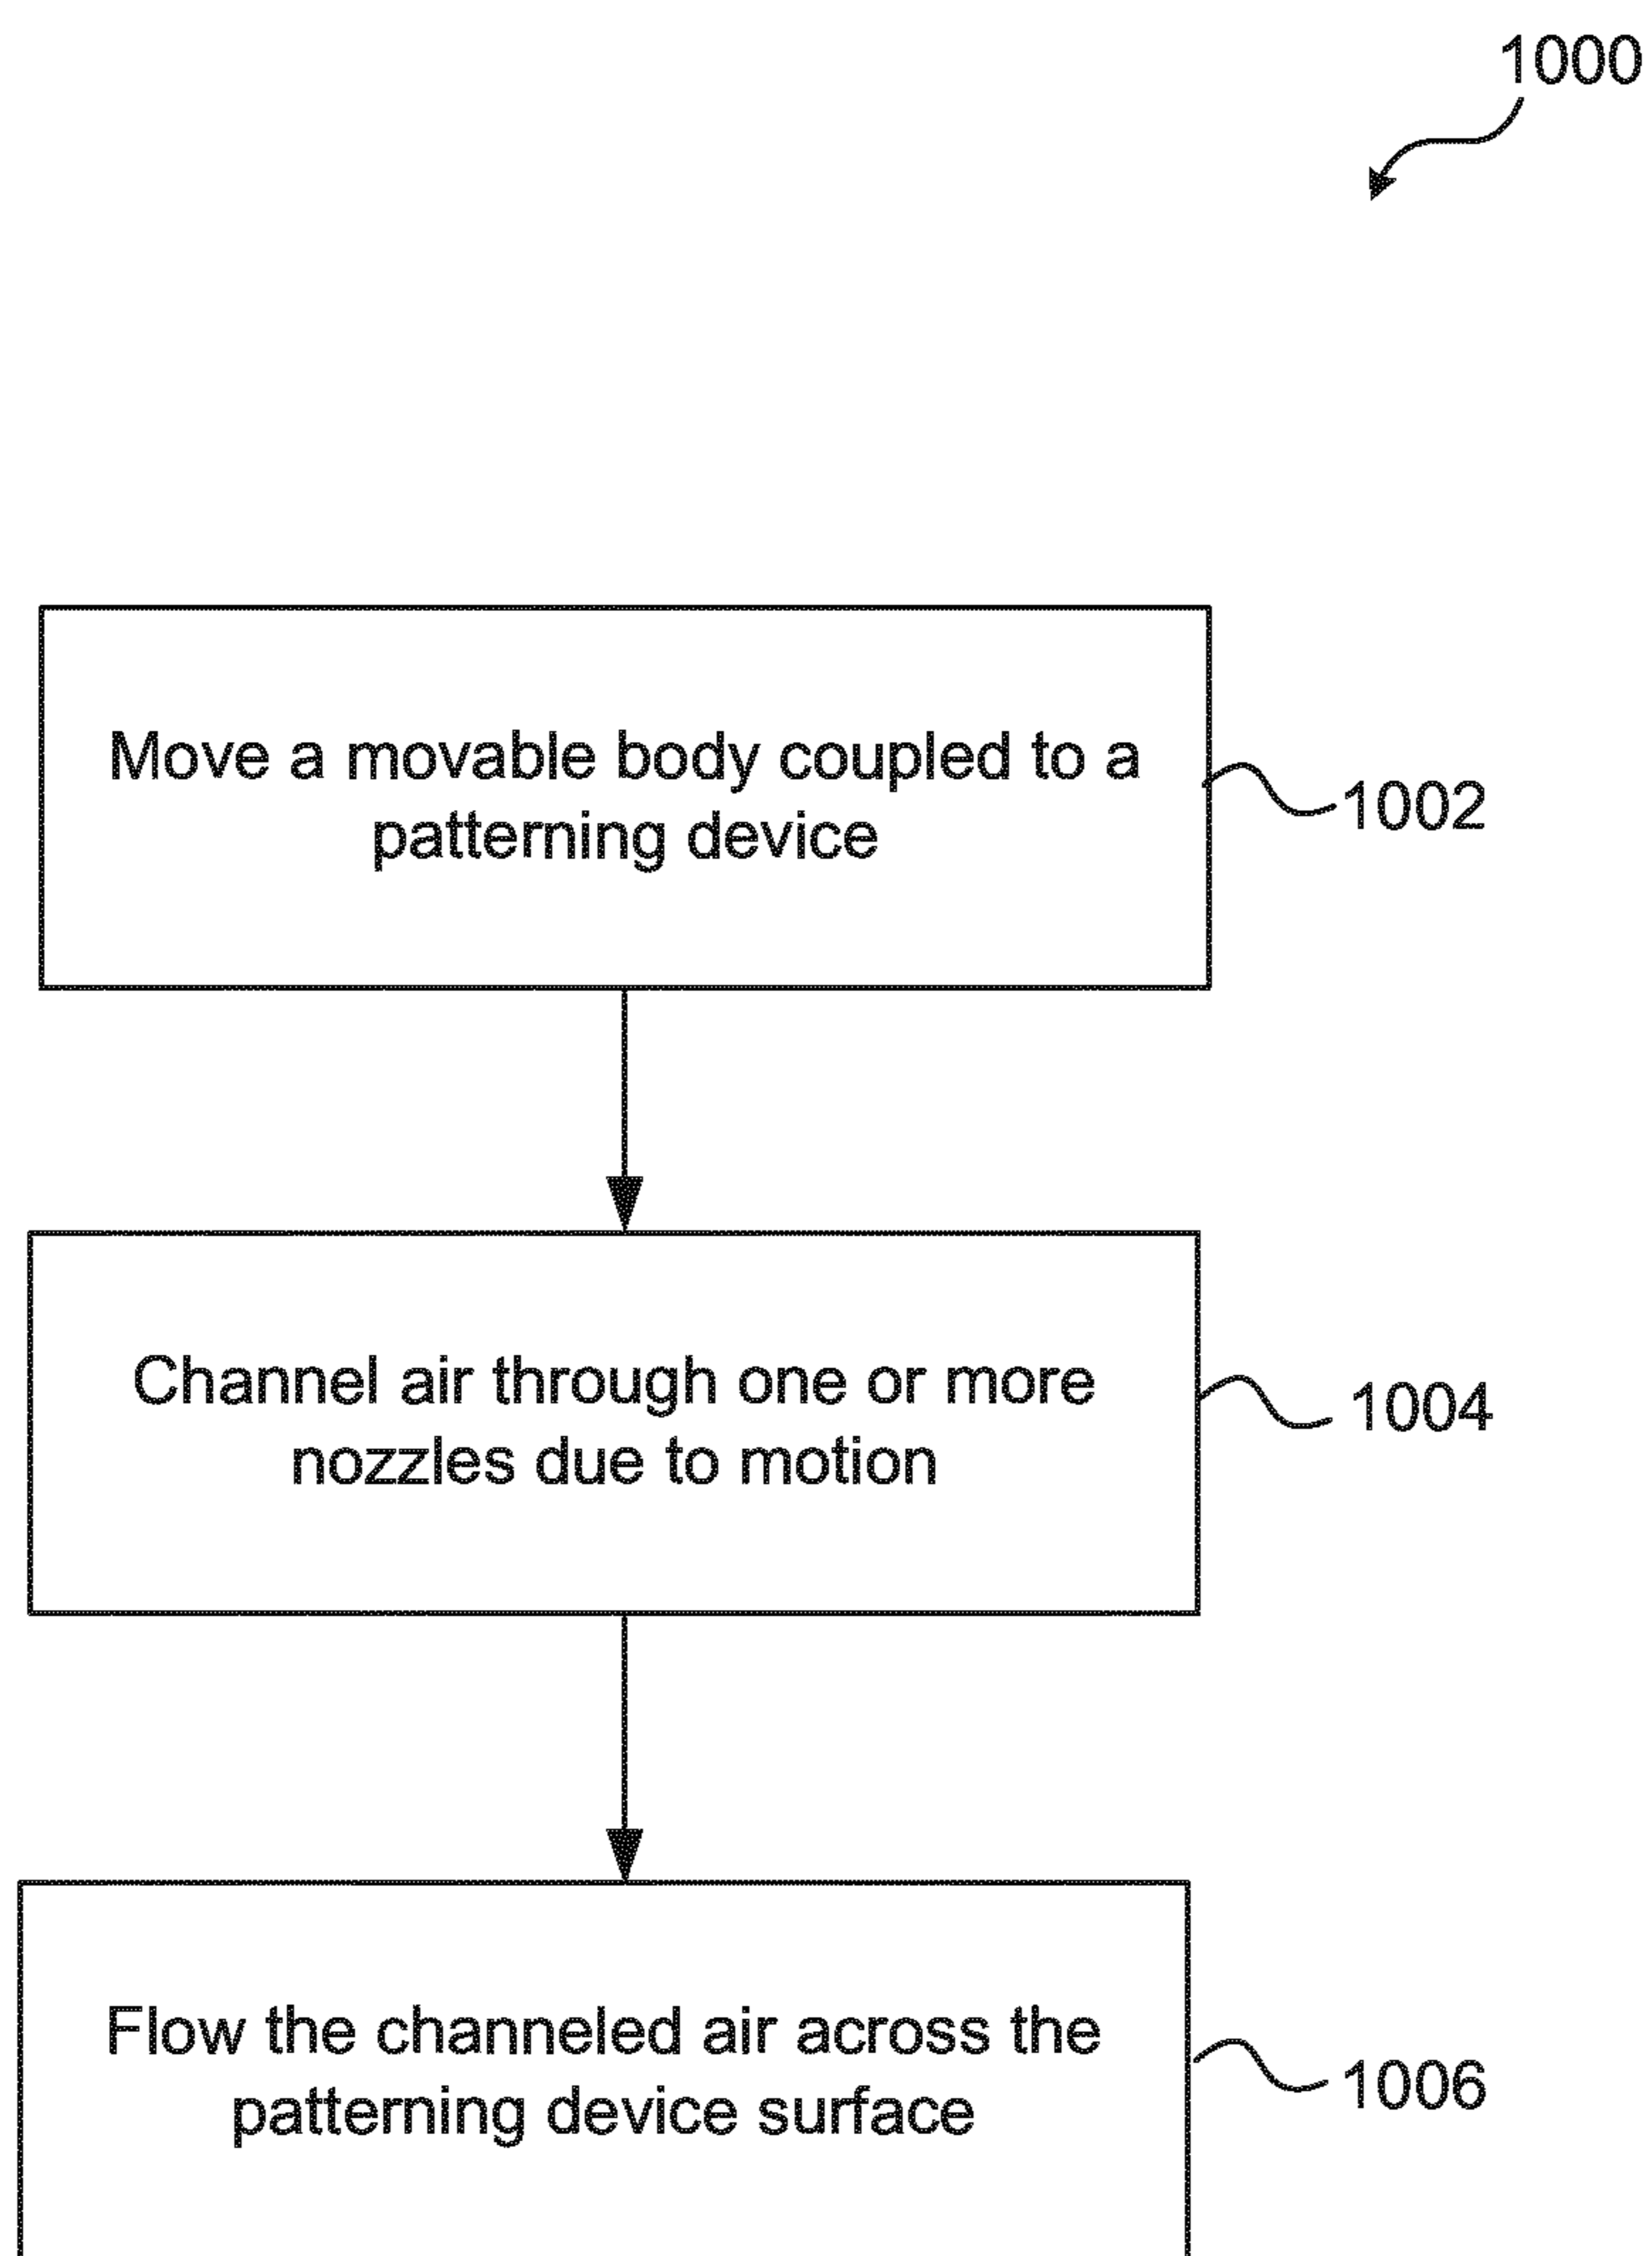 1000
Move a movable body coupled to a
patterning device
1002
Channel air through one or more
nozzles due to motion
1004
Flow the channeled air across the
patterning device surface
1006